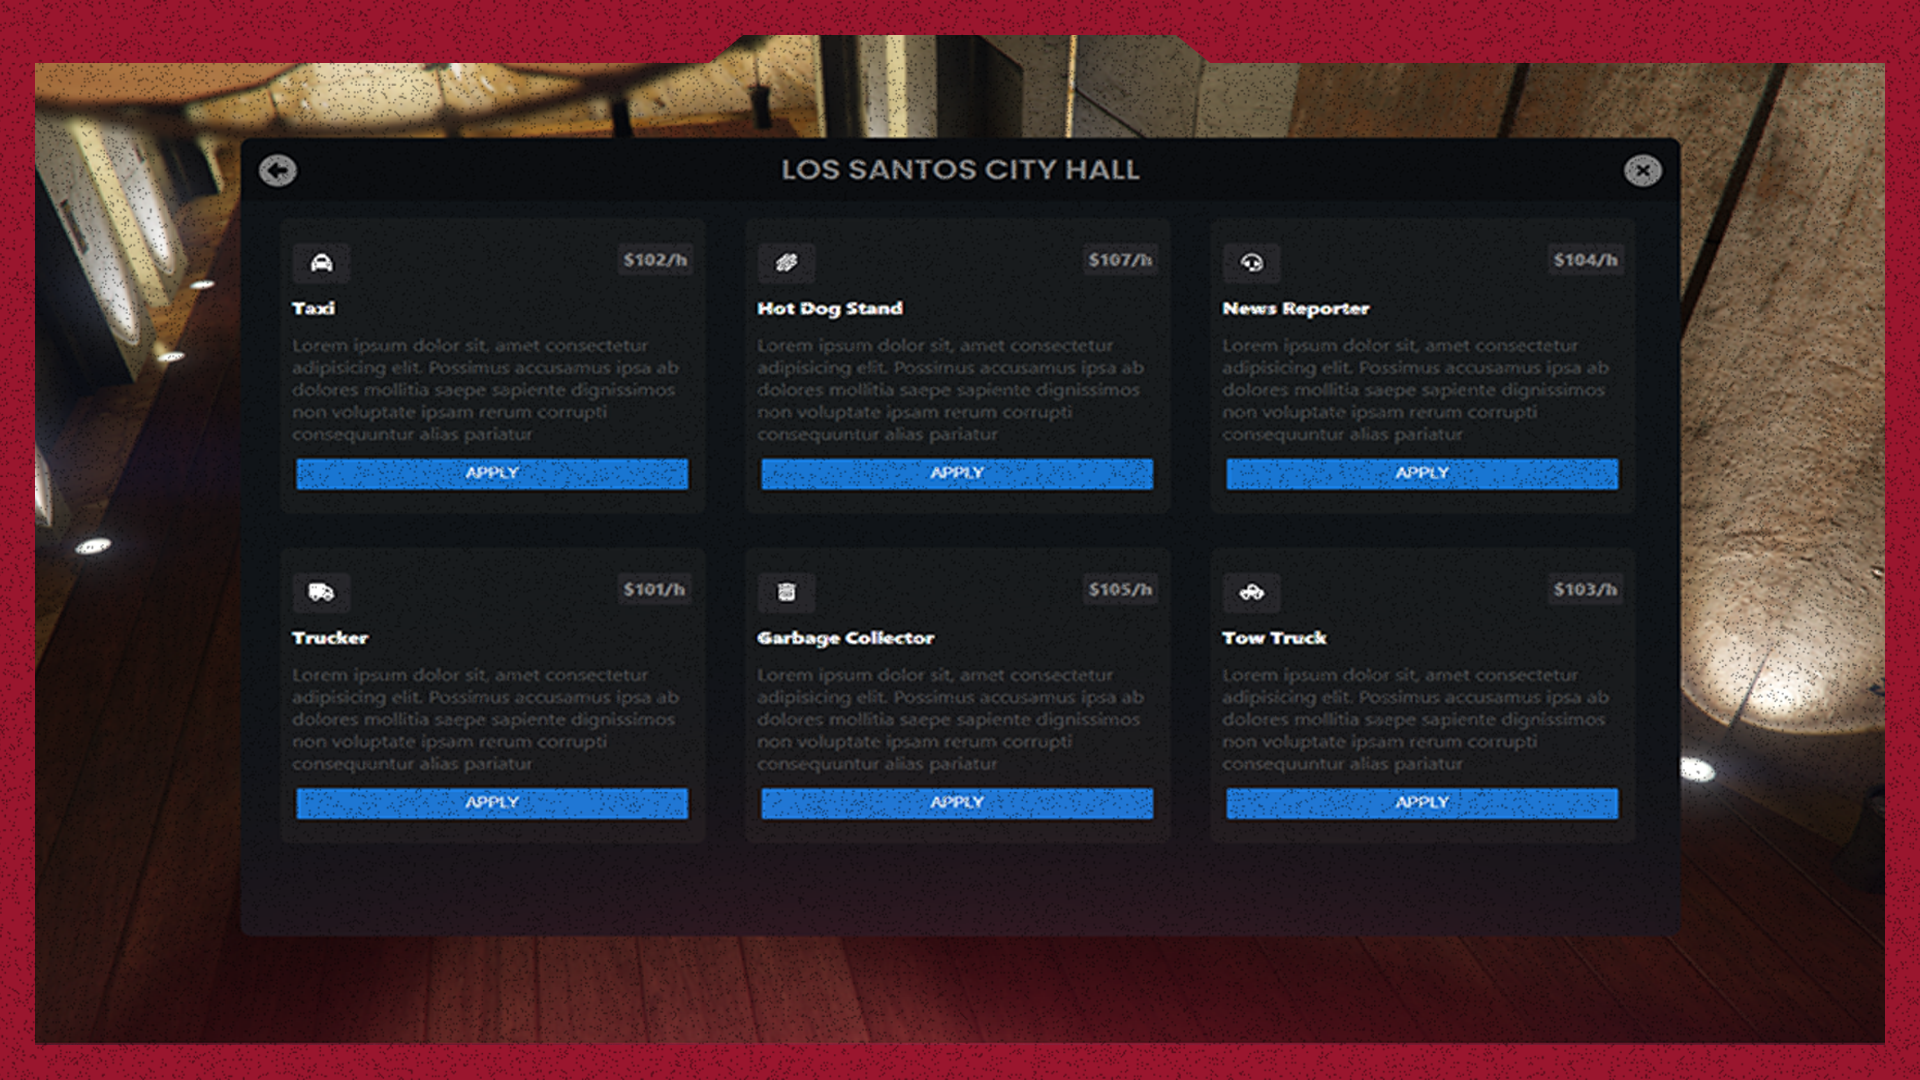 LOS SANTOS CITY HALL
$102/h
Taxi
Lorem ipsum dolor sit, amet consectetur
adipisicing elit. Possimus accusamus ipsa ab
dolores mollitia saepe sapiente dignissimos
non voluptate ipsam rerum corrupti
consequuntur alias pariatur
APPLY
$107/h
Hot Dog Stand
Lorem ipsum dolor sit, amet consectetur
adipisicing elit. Possimus accusamus ipsa ab
dolores mollitia saepe sapiente dignissimos
non voluptate ipsam rerum corrupti
consequuntur alias pariatur
APPLY
$104/h
News Reporter
Lorem ipsum dolor sit, amet consectetur
adipisicing elit. Possimus accusamus ipsa ab
dolores mollitia saepe sapiente dignissimos
non voluptate ipsam rerum corrupti
consequuntur alias pariatur
APPLY
$101/h
Trucker
Lorem ipsum dolor sit, amet consectetur
adipisicing elit. Possimus accusamus ipsa ab
dolores mollitia saepe sapiente dignissimos
non voluptate ipsam rerum corrupti
consequuntur alias pariatur
APPLY
$105/h
Garbage Collector
Lorem ipsum dolor sit, amet consectetur
adipisicing elit. Possimus accusamus ipsa ab
dolores mollitia saepe sapiente dignissimos
non voluptate ipsam rerum corrupti
consequuntur alias pariatur
APPLY
$103/h
Tow Truck
Lorem ipsum dolor sit, amet consectetur
adipisicing elit. Possimus accusamus ipsa ab
dolores mollitia saepe sapiente dignissimos
non voluptate ipsam rerum corrupti
consequuntur alias pariatur
APPLY